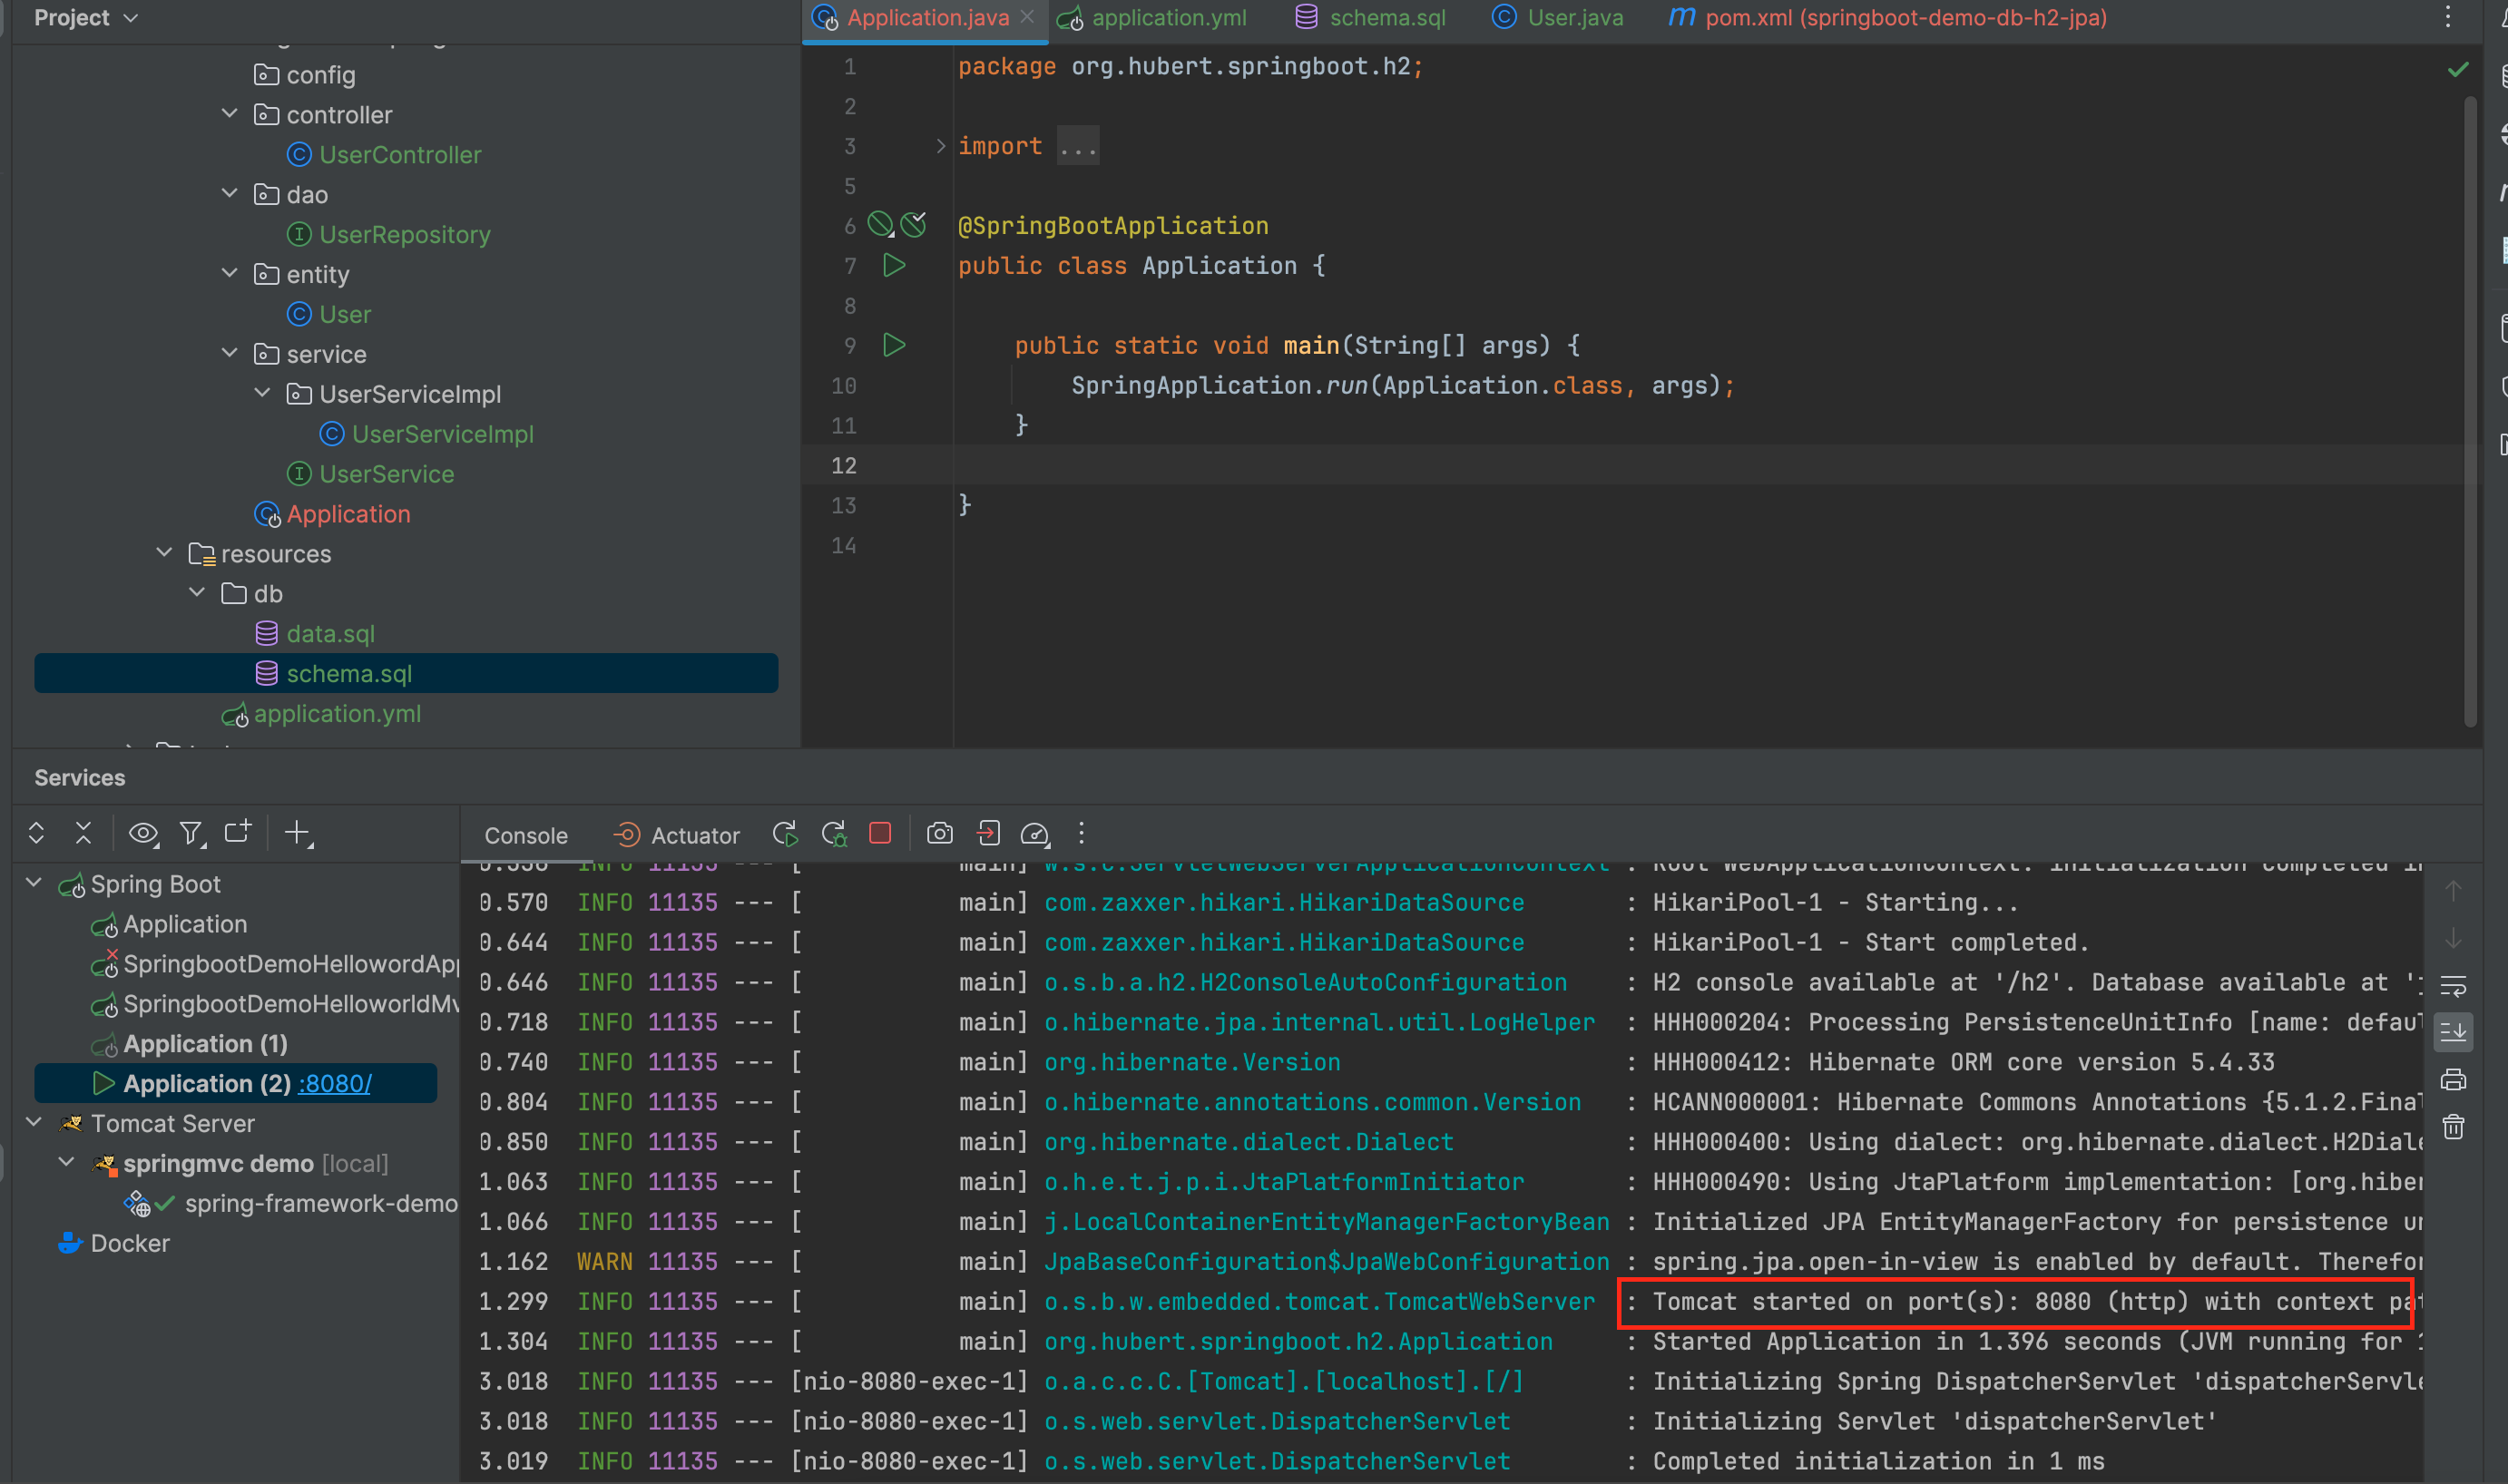 Project
config
controller
UserController
dao
UserRepository
entity
User
service
UserServiceImpl
UserServiceImpl
UserService
Application
resources
db
data.sql
schema.sql
application.yml
Application.java
application.yml
schema.sql
User.java
m pom.xml (springboot-demo-db-h2-jpa)
1 package org.hubert.springboot.h2;
2
3 import ...
5
6 @SpringBootApplication
7 public class Application {
8
9 public static void main(String[] args) {
10 SpringApplication.run(Application.class, args);
11 }
12
13 }
14
Services
Console
Actuator
Spring Boot
Application
SpringbootDemoHellowordApp
SpringbootDemoHelloworldMv
Application (1)
Application (2) :8080/
Tomcat Server
springmvc demo [local]
spring-framework-demo
Docker
main] w.s.c.ServletWebServerApplicationContext : Root WebApplicationContext: initialization completed in
0.570 INFO 11135 --- [ main] com.zaxxer.hikari.HikariDataSource : HikariPool-1 - Starting...
0.644 INFO 11135 --- [ main] com.zaxxer.hikari.HikariDataSource : HikariPool-1 - Start completed.
0.646 INFO 11135 --- [ main] o.s.b.a.h2.H2ConsoleAutoConfiguration : H2 console available at '/h2'. Database available at '
0.718 INFO 11135 --- [ main] o.hibernate.jpa.internal.util.LogHelper : HHH000204: Processing PersistenceUnitInfo [name: defau
0.740 INFO 11135 --- [ main] org.hibernate.Version : HHH000412: Hibernate ORM core version 5.4.33
0.804 INFO 11135 --- [ main] o.hibernate.annotations.common.Version : HCANN000001: Hibernate Commons Annotations {5.1.2.Final
0.850 INFO 11135 --- [ main] org.hibernate.dialect.Dialect : HHH000400: Using dialect: org.hibernate.dialect.H2Diale
1.063 INFO 11135 --- [ main] o.h.e.t.j.p.i.JtaPlatformInitiator : HHH000490: Using JtaPlatform implementation: [org.hiber
1.066 INFO 11135 --- [ main] j.LocalContainerEntityManagerFactoryBean : Initialized JPA EntityManagerFactory for persistence un
1.162 WARN 11135 --- [ main] JpaBaseConfiguration$JpaWebConfiguration : spring.jpa.open-in-view is enabled by default. Therefor
1.299 INFO 11135 --- [ main] o.s.b.w.embedded.tomcat.TomcatWebServer : Tomcat started on port(s): 8080 (http) with context pat
1.304 INFO 11135 --- [ main] org.hubert.springboot.h2.Application : Started Application in 1.396 seconds (JVM running for 1
3.018 INFO 11135 --- [nio-8080-exec-1] o.a.c.c.C.[Tomcat].[localhost].[/] : Initializing Spring DispatcherServlet 'dispatcherServle
3.018 INFO 11135 --- [nio-8080-exec-1] o.s.web.servlet.DispatcherServlet : Initializing Servlet 'dispatcherServlet'
3.019 INFO 11135 --- [nio-8080-exec-1] o.s.web.servlet.DispatcherServlet : Completed initialization in 1 ms